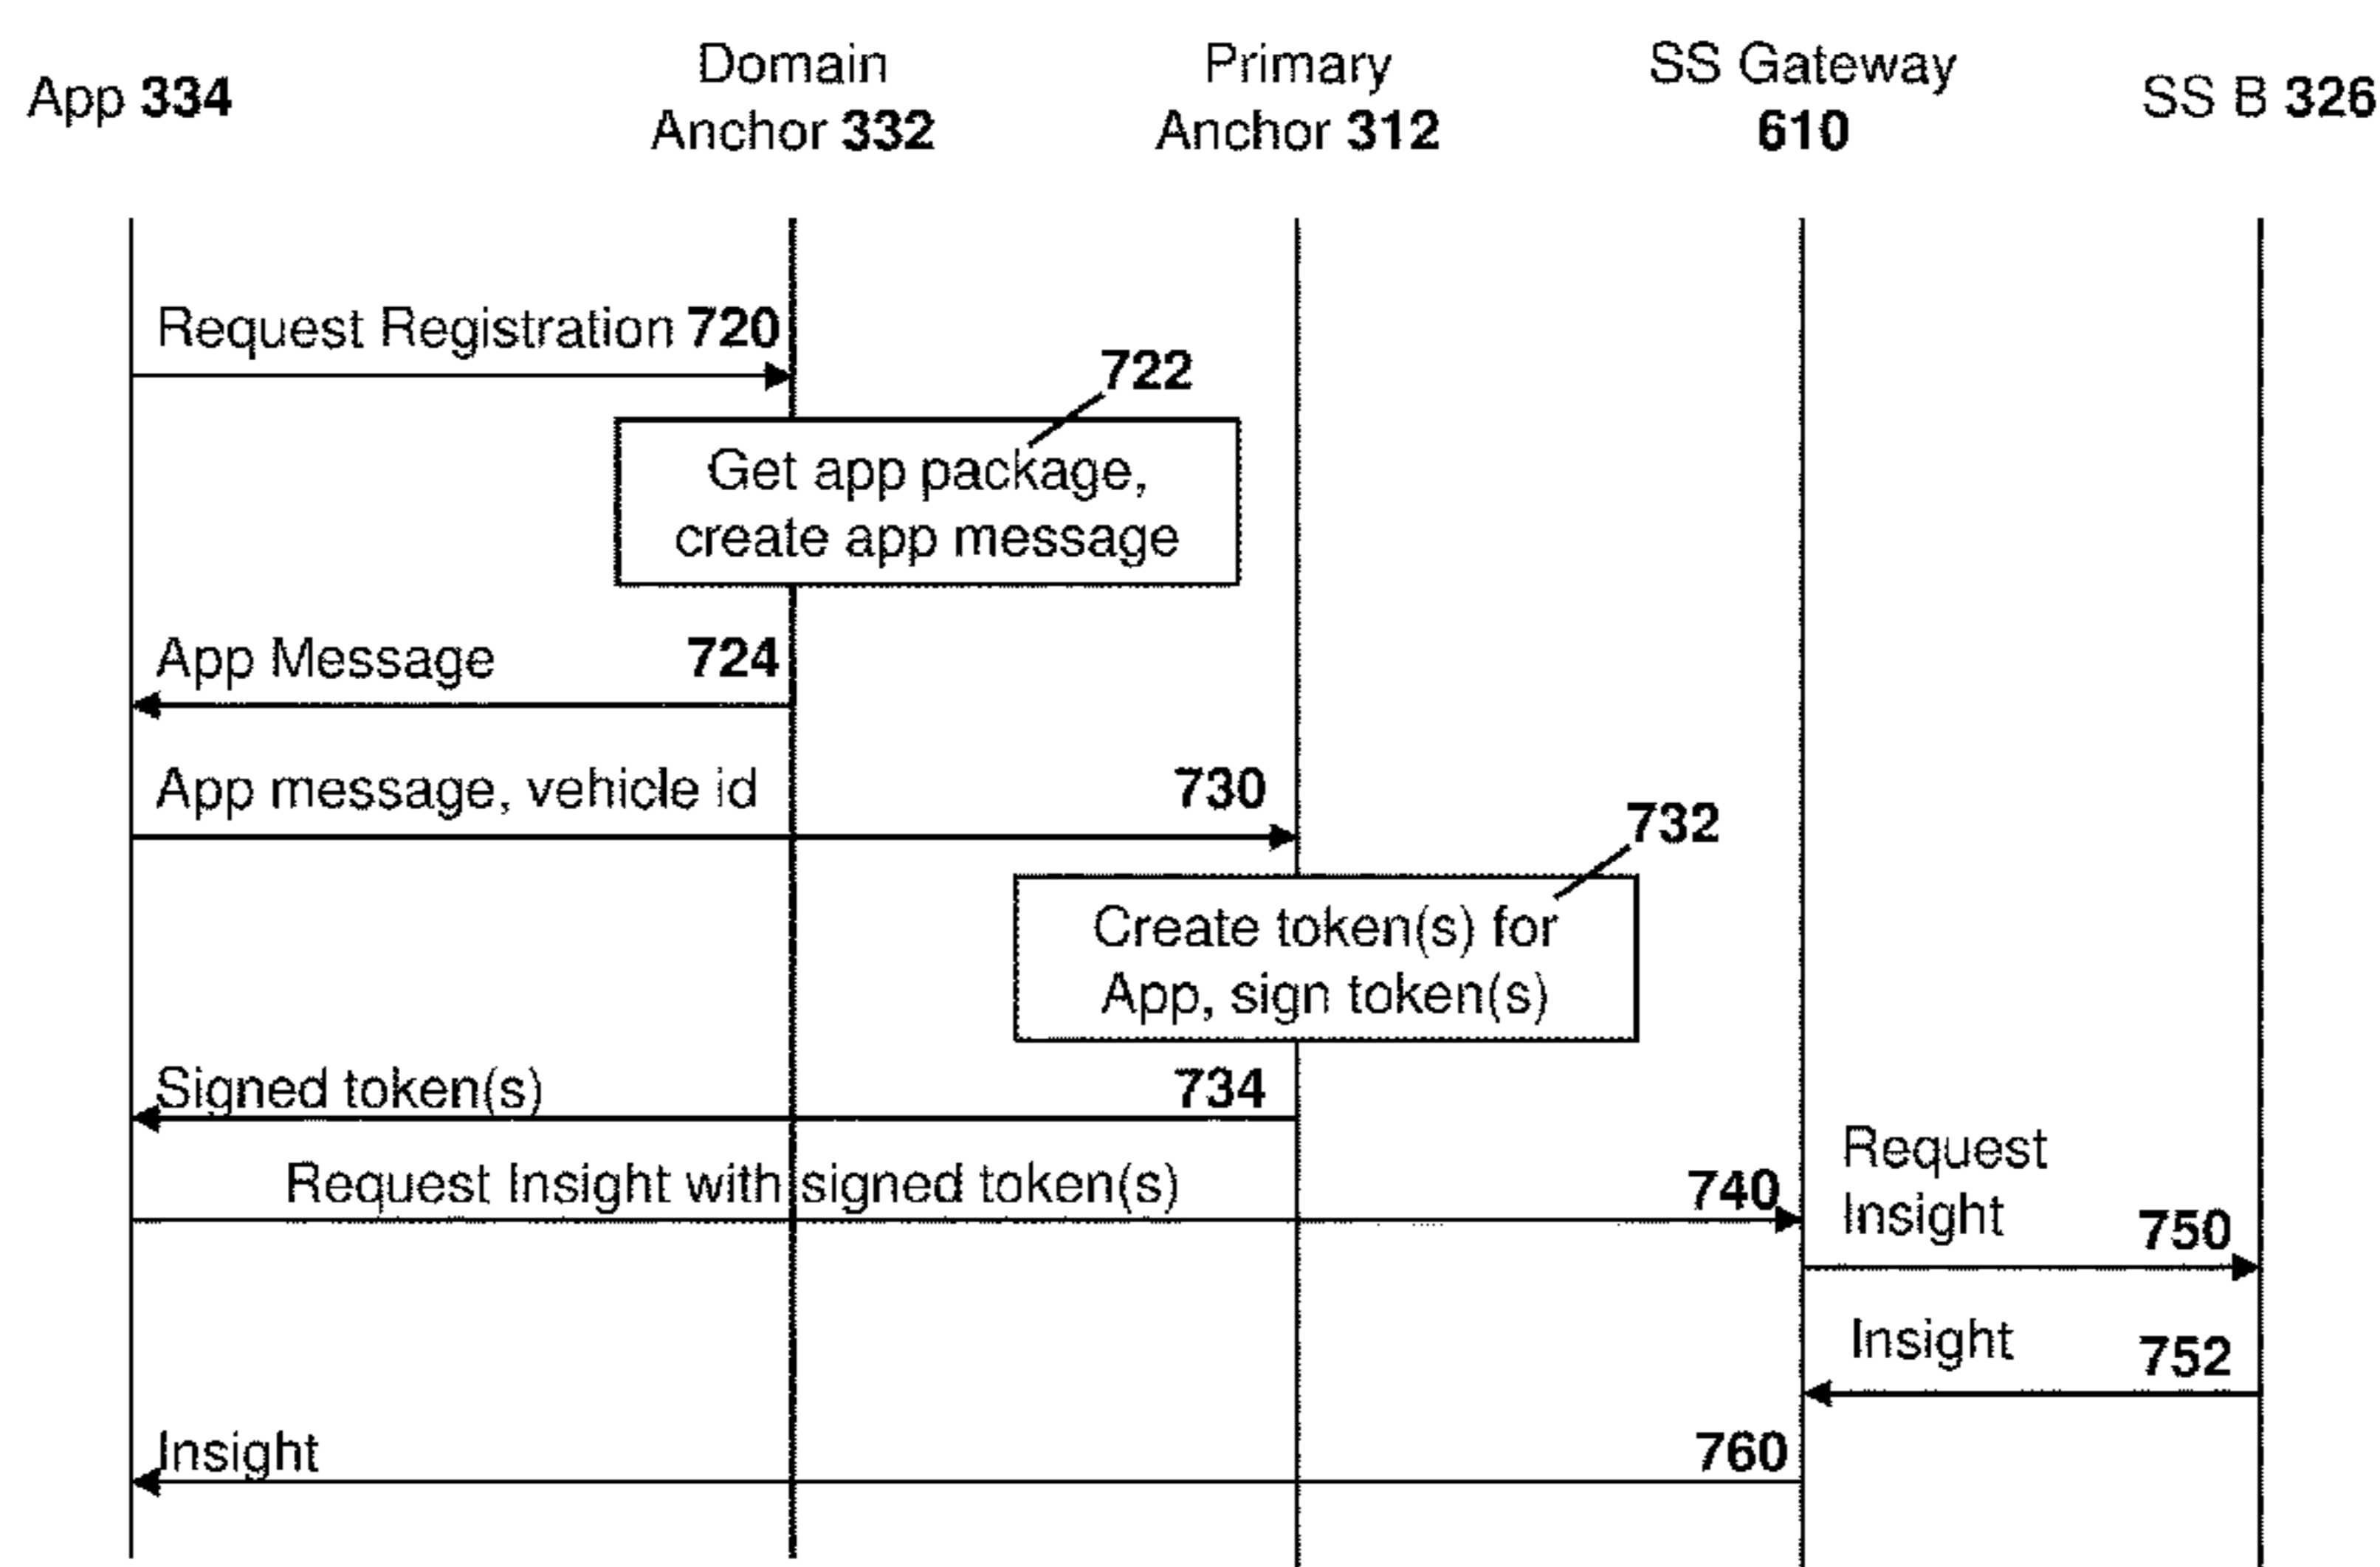 App 334
Domain
Anchor 332
Primary
Anchor 312
SS Gateway
610
SS B 326
Request Registration 720
722
Get app package,
create app message
App Message 724
App message, vehicle id 730
732
Create token(s) for
App, sign token(s)
Signed token(s) 734
Request Insight with signed token(s) 740
Request
Insight 750
Insight 752
Insight 760